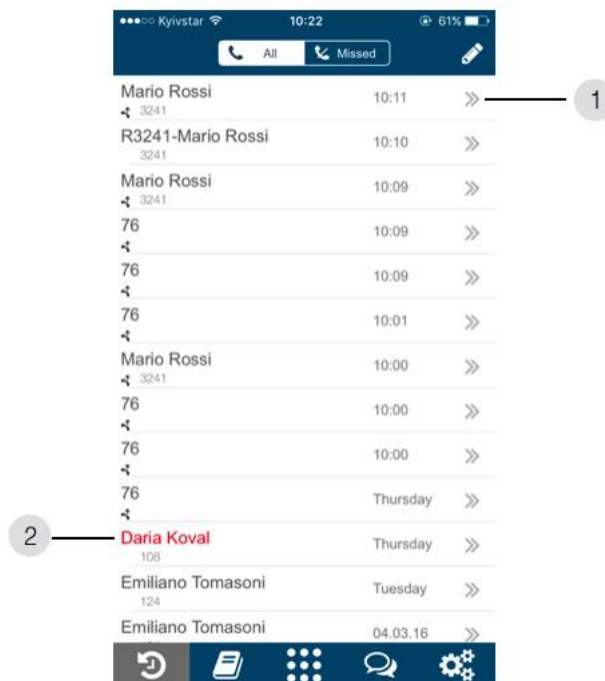 Kyivstar 10:22 61%
All Missed
Mario Rossi 10:11 1
3241
R3241-Mario Rossi 10:10
3241
Mario Rossi 10:09
3241
76 10:09
76 10:09
76 10:01
Mario Rossi 10:00
3241
76 10:00
76 10:00
76 Thursday
2 Daria Koval Thursday
108
Emiliano Tomasoni Tuesday
124
Emiliano Tomasoni 04.03.16